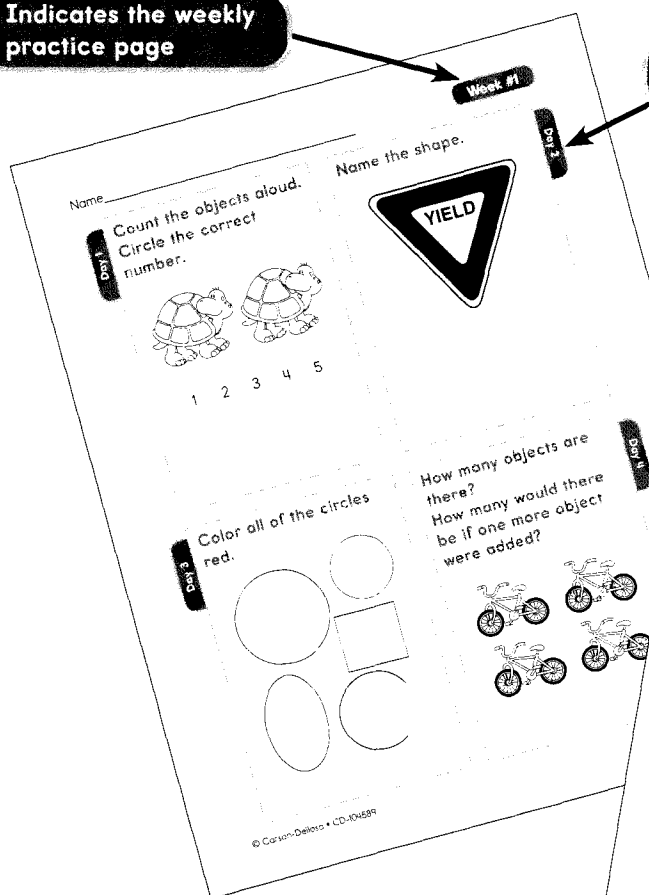 Indicates the weekly
practice page
Week #1
Name
Day 1
Count the objects aloud.
Circle the correct
number.
1 2 3 4 5
Day 2
Name the shape.
YIELD
Day 3
Color all of the circles
red.
Day 4
How many objects are
there?
How many would there
be if one more object
were added?
© Carson-Dellosa • CD-104589